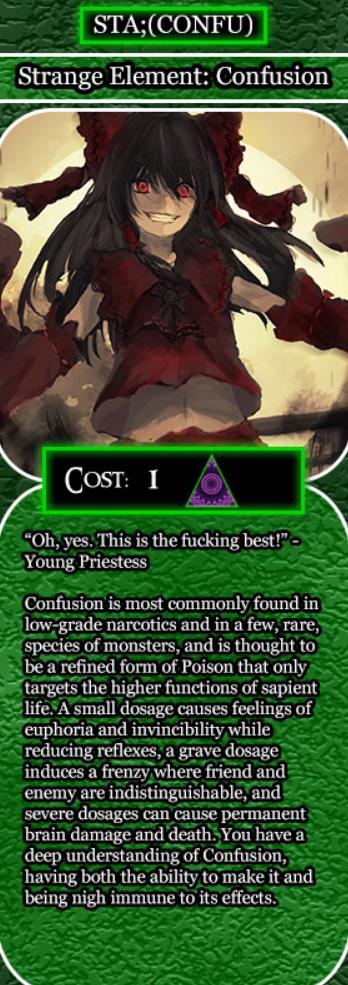 STA;(CONFU)
Strange Element: Confusion
Cost: 1
“Oh, yes. This is the fucking best!” -
Young Priestess
Confusion is most commonly found in
low-grade narcotics and in a few, rare,
species of monsters, and is thought to
be a refined form of Poison that only
targets the higher functions of sapient
life. A small dosage causes feelings of
euphoria and invincibility while
reducing reflexes, a grave dosage
induces a frenzy where friend and
enemy are indistinguishable, and
severe dosages can cause permanent
brain damage and death. You have a
deep understanding of Confusion,
having both the ability to make it and
being nigh immune to its effects.